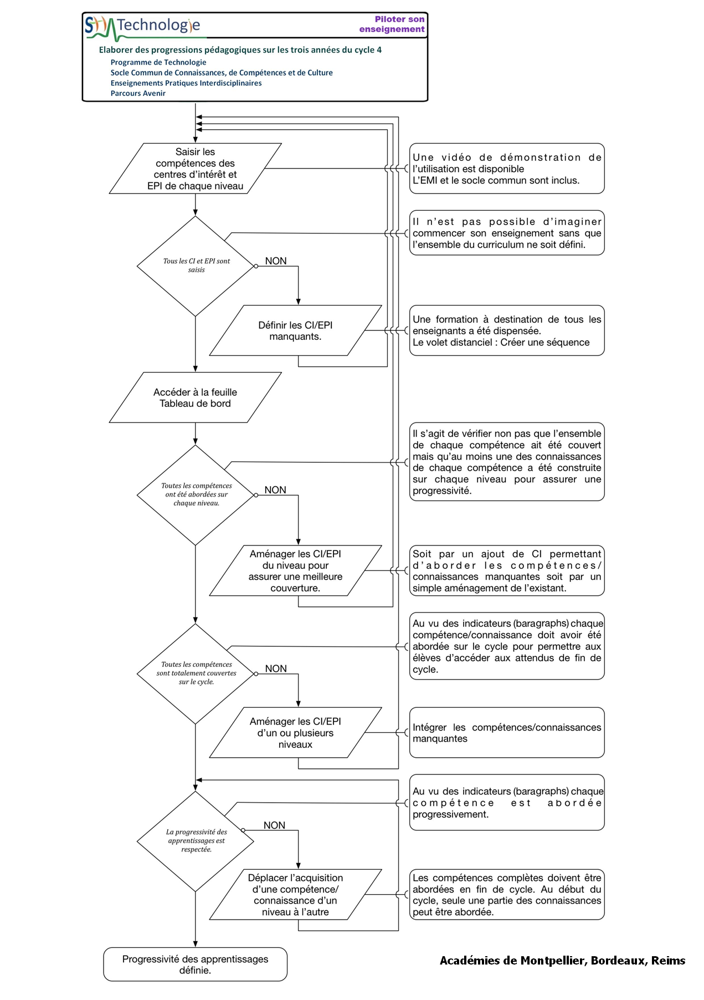 STI Technologie
Piloter son
enseignement
Elaborer des progressions pédagogiques sur les trois années du cycle 4
Programme de Technologie
Socle Commun de Connaissances, de Compétences et de Culture
Enseignements Pratiques Interdisciplinaires
Parcours Avenir
Saisir les
compétences des
centres d’intérêt et
EPI de chaque niveau
Une vidéo de démonstration de
l’utilisation est disponible
L’EMI et le socle commun sont inclus.
Il n’est pas possible d’imaginer
commencer son enseignement sans que
l’ensemble du curriculum ne soit défini.
Tous les CI et EPI sont
saisis
NON
Définir les CI/EPI
manquants.
Une formation à destination de tous les
enseignants a été dispensée.
Le volet distanciel : Créer une séquence
Accéder à la feuille
Tableau de bord
Il s’agit de vérifier non pas que l’ensemble
de chaque compétence ait été couvert
mais qu’au moins une des connaissances
de chaque compétence a été construite
sur chaque niveau pour assurer une
progressivité.
Toutes les compétences
ont été abordées sur
chaque niveau.
NON
Aménager les CI/EPI
du niveau pour
assurer une meilleure
couverture.
Soit par un ajout de CI permettant
d’aborder les compétences/
connaissances manquantes soit par un
simple aménagement de l’existant.
Au vu des indicateurs (baragraphs) chaque
compétence/connaissance doit avoir été
abordée sur le cycle pour permettre aux
élèves d’accéder aux attendus de fin de
cycle.
Toutes les compétences
sont totalement couvertes
sur le cycle.
NON
Aménager les CI/EPI
d’un ou plusieurs
niveaux
Intégrer les compétences/connaissances
manquantes
Au vu des indicateurs (baragraphs) chaque
compétence est abordée
progressivement.
La progressivité des
apprentissages est
respectée.
NON
Déplacer l’acquisition
d’une compétence/
connaissance d’un
niveau à l’autre
Les compétences complètes doivent être
abordées en fin de cycle. Au début du
cycle, seule une partie des connaissances
peut être abordée.
Progressivité des apprentissages
définie.
Académies de Montpellier, Bordeaux, Reims